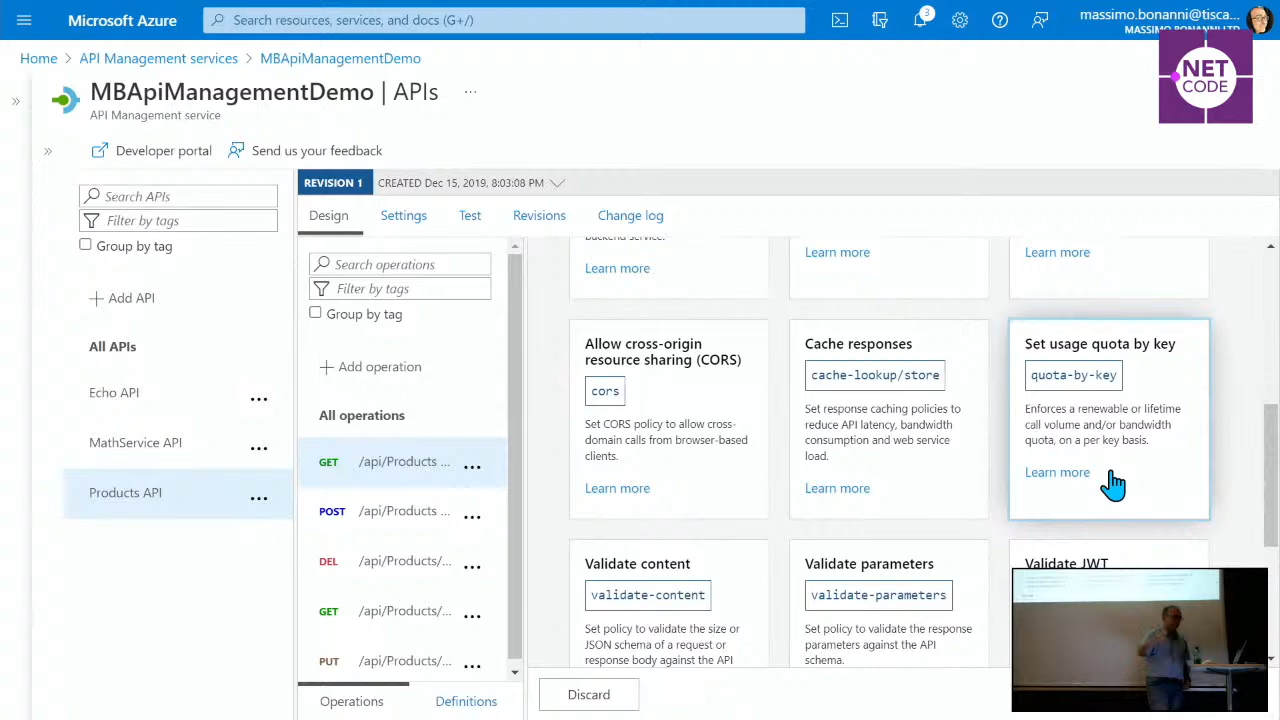 Microsoft Azure
Search resources, services, and docs (G+/)
3
massimo.bonanni@tisca...
MASSIMO BONANNI LTD
Home > API Management services > MBApiManagementDemo
NET
CODE
MBApiManagementDemo | APIs ...
API Management service
» Developer portal Send us your feedback
Search APIs
Filter by tags
Group by tag
Add API
All APIs
Echo API ...
MathService API ...
Products API ...
REVISION 1 CREATED Dec 15, 2019, 8:03:08 PM
Design Settings Test Revisions Change log
Search operations
Filter by tags
Group by tag
Add operation
All operations
GET /api/Products ... ...
POST /api/Products ... ...
DEL /api/Products/... ...
GET /api/Products/... ...
PUT /api/Products/... ...
Operations Definitions
backend service.
Learn more
Learn more
Learn more
Allow cross-origin
resource sharing (CORS)
cors
Set CORS policy to allow cross-
domain calls from browser-based
clients.
Learn more
Cache responses
cache-lookup/store
Set response caching policies to
reduce API latency, bandwidth
consumption and web service
load.
Learn more
Set usage quota by key
quota-by-key
Enforces a renewable or lifetime
call volume and/or bandwidth
quota, on a per key basis.
Learn more
Validate content
validate-content
Set policy to validate the size or
JSON schema of a request or
response body against the API
Validate parameters
validate-parameters
Set policy to validate the response
parameters against the API
schema.
Validate JWT
Discard